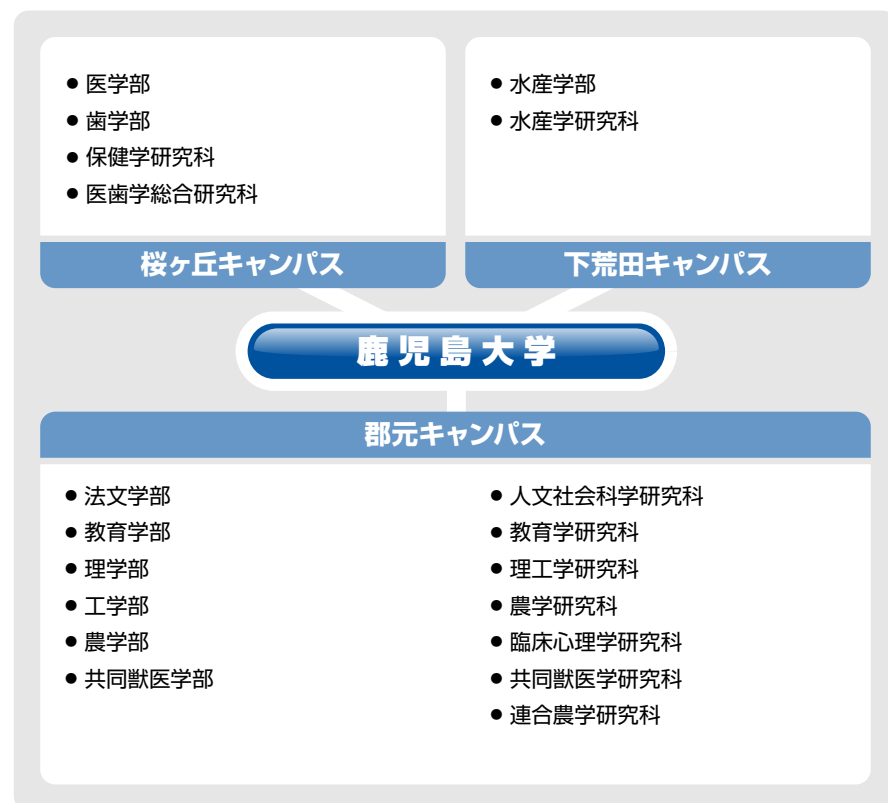 ● 医学部
● 歯学部
● 保健学研究科
● 医歯学総合研究科
桜ヶ丘キャンパス
● 水産学部
● 水産学研究科
下荒田キャンパス
鹿児島大学
郡元キャンパス
● 法文学部
● 教育学部
● 理学部
● 工学部
● 農学部
● 共同獣医学部
● 人文社会科学研究科
● 教育学研究科
● 理工学研究科
● 農学研究科
● 臨床心理学研究科
● 共同獣医学研究科
● 連合農学研究科